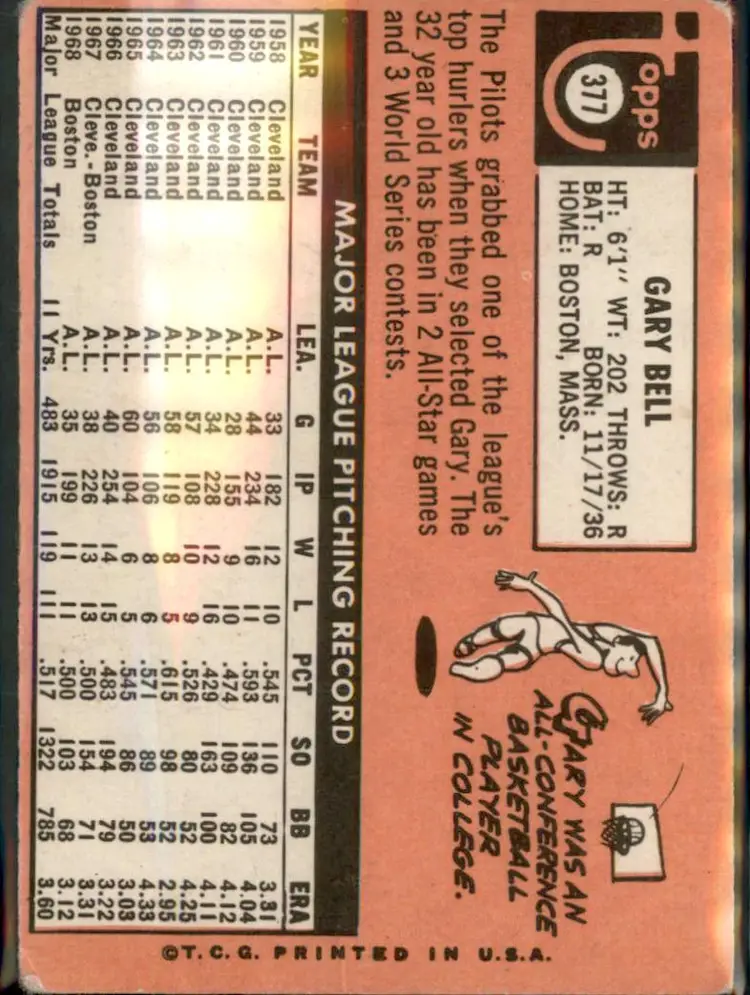 topps
377
GARY BELL
HT: 6'1" WT: 202 THROWS: R
BAT: R BORN: 11/17/36
HOME: BOSTON, MASS.
The Pilots grabbed one of the league's
top hurlers when they selected Gary. The
32 year old has been in 2 All-Star games
and 3 World Series contests.
GARY WAS AN
ALL-CONFERENCE
BASKETBALL
PLAYER
IN COLLEGE.
MAJOR LEAGUE PITCHING RECORD
YEAR TEAM LEA. G IP W L PCT SO BB ERA
1958 Cleveland A.L. 33 182 12 10 .545 110 73 3.31
1959 Cleveland A.L. 44 234 16 11 .593 136 105 4.04
1960 Cleveland A.L. 28 155 9 10 .474 109 82 4.12
1961 Cleveland A.L. 34 228 12 16 .429 163 100 4.11
1962 Cleveland A.L. 57 108 10 9 .526 80 52 4.25
1963 Cleveland A.L. 58 119 8 5 .615 98 52 2.95
1964 Cleveland A.L. 56 106 8 6 .571 89 53 4.33
1965 Cleveland A.L. 60 104 6 5 .545 86 50 3.03
1966 Cleveland A.L. 40 254 14 15 .483 194 79 3.22
1967 Cleve.-Boston A.L. 38 226 13 13 .500 154 71 3.31
1968 Boston A.L. 35 199 11 11 .500 103 68 3.12
Major League Totals 11 Yrs. 483 1915 119 111 .517 1322 785 3.60
©T.C.G. PRINTED IN U.S.A.